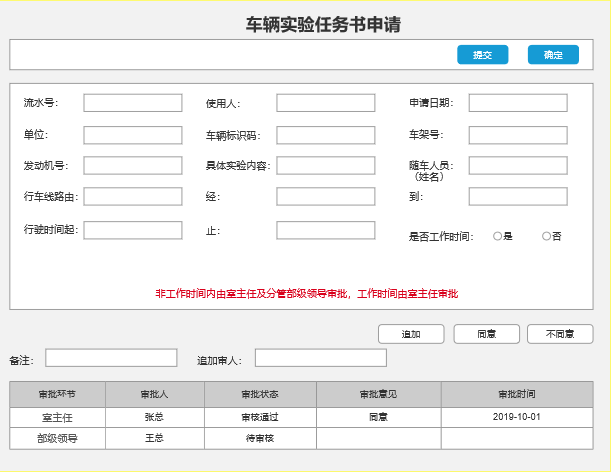 车辆实验任务书申请
提交 确定
流水号： 使用人： 申请日期：
单位： 车辆标识码： 车架号：
发动机号： 具体实验内容： 随车人员：
（姓名）
行车线路由： 经： 到：
行驶时间起： 止： 是否工作时间： 是 否
非工作时间内由室主任及分管部级领导审批，工作时间由室主任审批
追加 同意 不同意
备注： 追加审人：
审批环节 审批人 审批状态 审批意见 审批时间
室主任 张总 审核通过 同意 2019-10-01
部级领导 王总 待审核